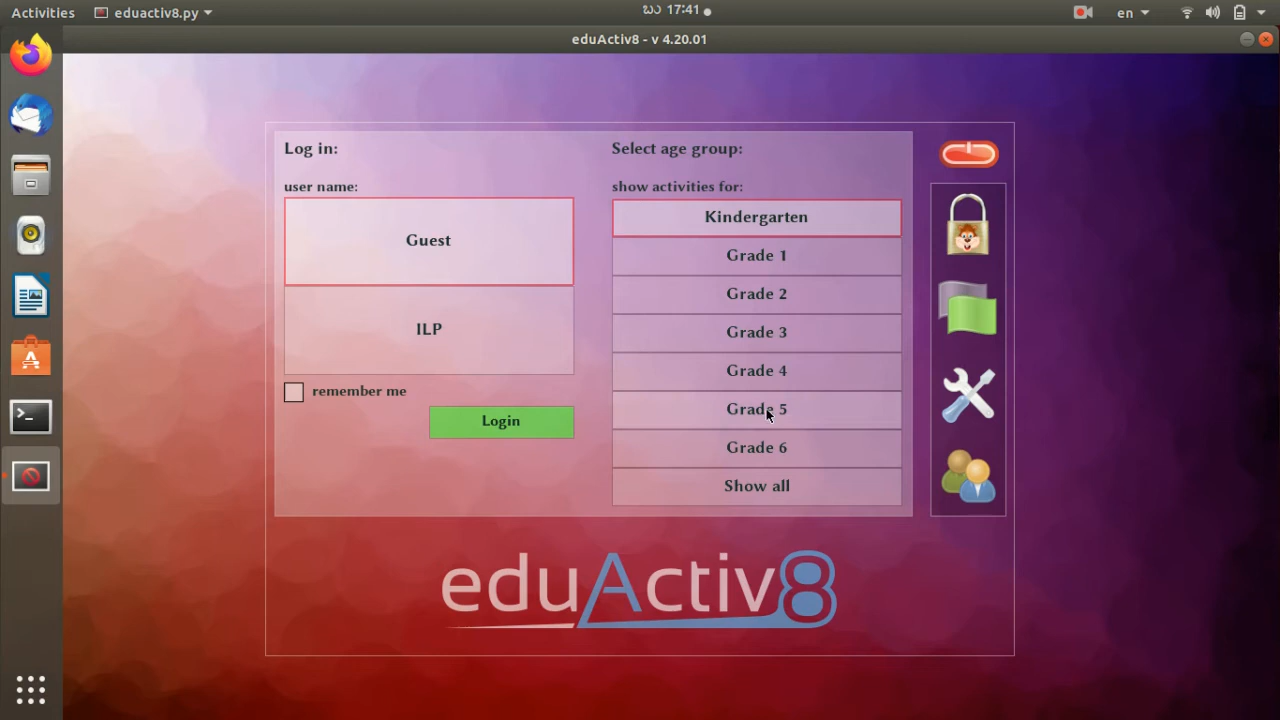 Activities
eduactiv8.py
ພວ 17:41
en
eduActiv8 - v 4.20.01
Log in:
user name:
Guest
ILP
remember me
Login
Select age group:
show activities for:
Kindergarten
Grade 1
Grade 2
Grade 3
Grade 4
Grade 5
Grade 6
Show all
eduActiv8